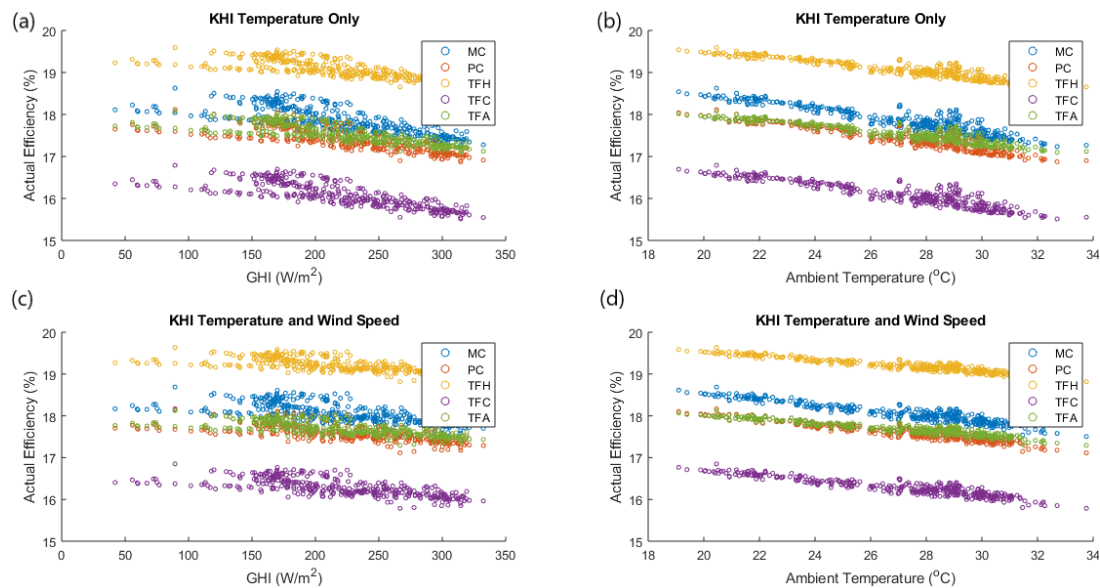 (a)
KHI Temperature Only
Actual Efficiency (%)
20
19
18
17
16
15
0
50
100
150
200
250
300
350
GHI (W/m²)
MC
PC
TFH
TFC
TFA
(b)
KHI Temperature Only
Actual Efficiency (%)
20
19
18
17
16
15
18
20
22
24
26
28
30
32
34
Ambient Temperature (°C)
MC
PC
TFH
TFC
TFA
(c)
KHI Temperature and Wind Speed
Actual Efficiency (%)
20
19
18
17
16
15
0
50
100
150
200
250
300
350
GHI (W/m²)
MC
PC
TFH
TFC
TFA
(d)
KHI Temperature and Wind Speed
Actual Efficiency (%)
20
19
18
17
16
15
18
20
22
24
26
28
30
32
34
Ambient Temperature (°C)
MC
PC
TFH
TFC
TFA